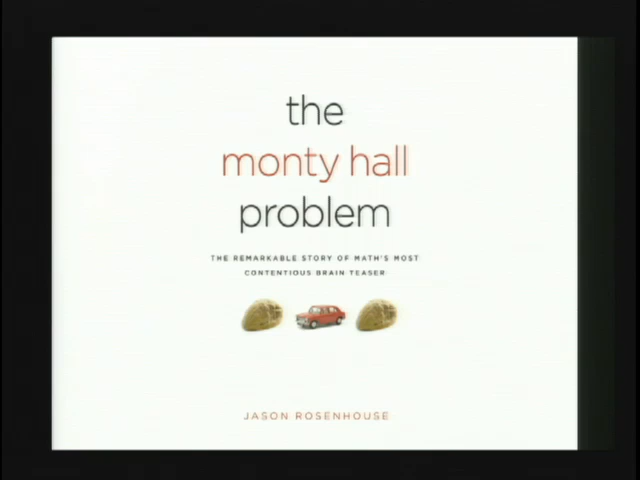 the
monty hall
problem
THE REMARKABLE STORY OF MATH'S MOST
CONTENTIOUS BRAIN TEASER
JASON ROSENHOUSE